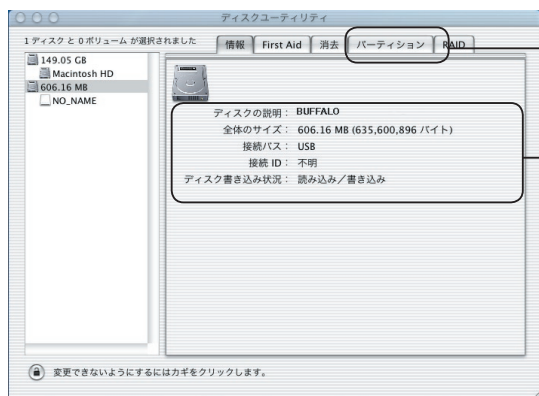 ディスクユーティリティ
1 ディスク と 0 ボリューム が選択されました
情報 First Aid 消去 パーティション RAID
149.05 GB
Macintosh HD
606.16 MB
NO_NAME
ディスクの説明： BUFFALO
全体のサイズ： 606.16 MB (635,600,896 バイト)
接続バス： USB
接続 ID： 不明
ディスク書き込み状況： 読み込み／書き込み
変更できないようにするにはカギをクリックします。